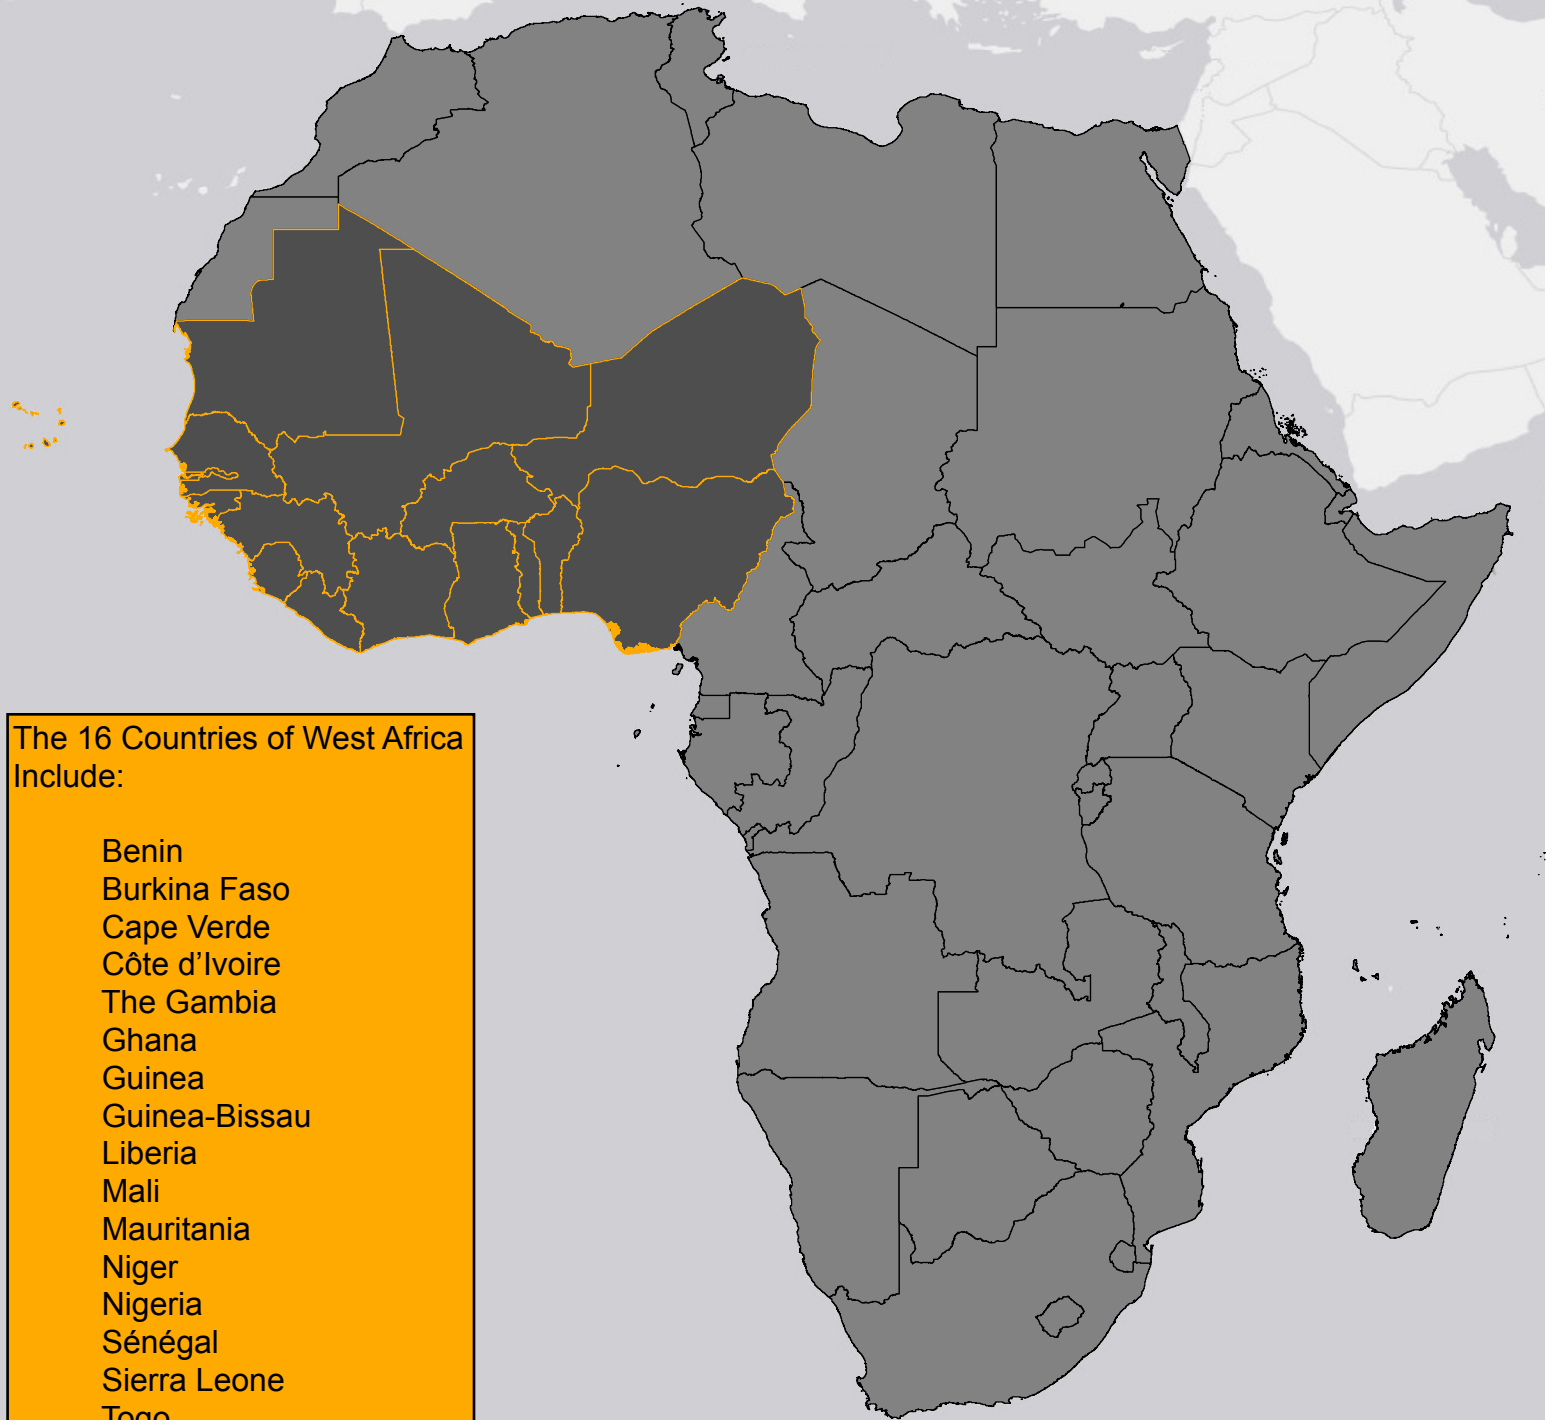 The 16 Countries of West Africa
Include:
Benin
Burkina Faso
Cape Verde
Côte d’Ivoire
The Gambia
Ghana
Guinea
Guinea-Bissau
Liberia
Mali
Mauritania
Niger
Nigeria
Sénégal
Sierra Leone
Togo